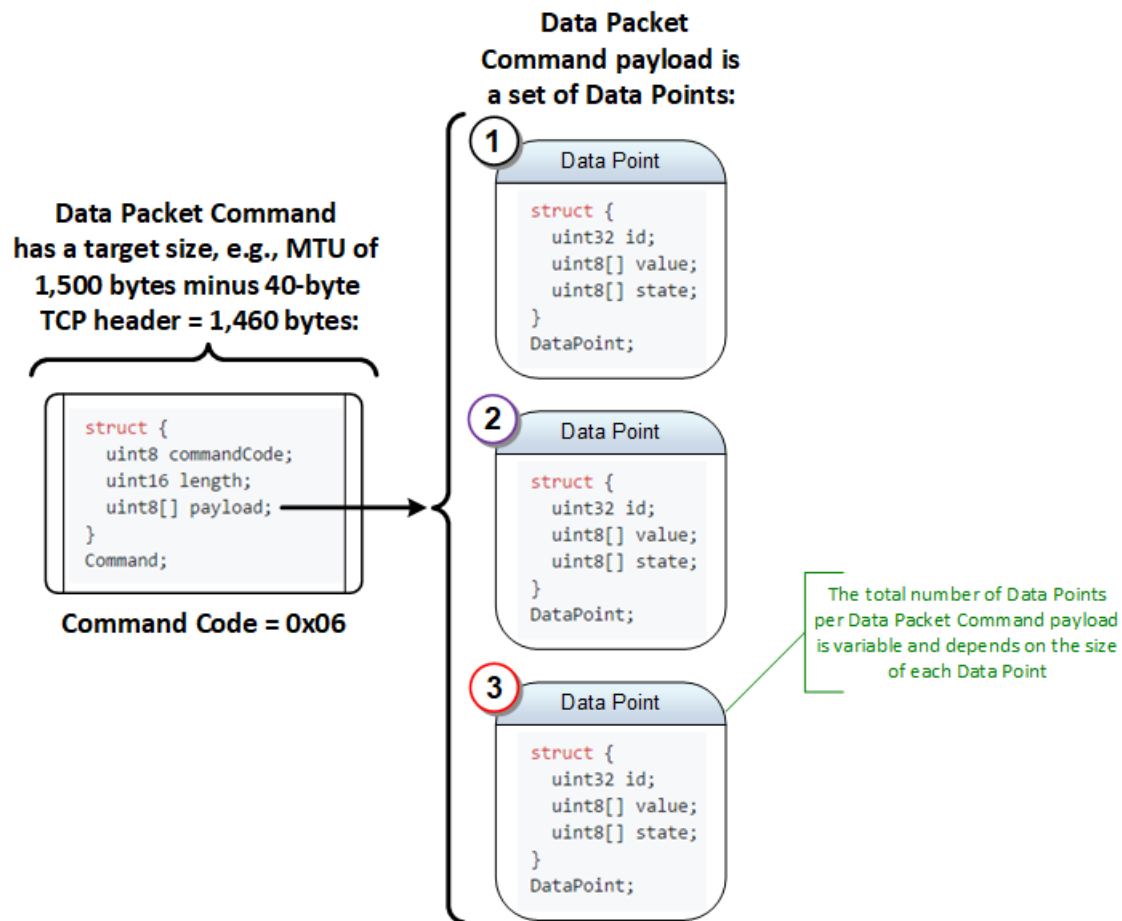 Data Packet
Command payload is
a set of Data Points:
Data Packet Command
has a target size, e.g., MTU of
1,500 bytes minus 40-byte
TCP header = 1,460 bytes:
struct {
uint8 commandCode;
uint16 length;
uint8[] payload;
}
Command;
Command Code = 0x06
1
Data Point
struct {
uint32 id;
uint8[] value;
uint8[] state;
}
DataPoint;
2
Data Point
struct {
uint32 id;
uint8[] value;
uint8[] state;
}
DataPoint;
3
Data Point
struct {
uint32 id;
uint8[] value;
uint8[] state;
}
DataPoint;
The total number of Data Points
per Data Packet Command payload
is variable and depends on the size
of each Data Point